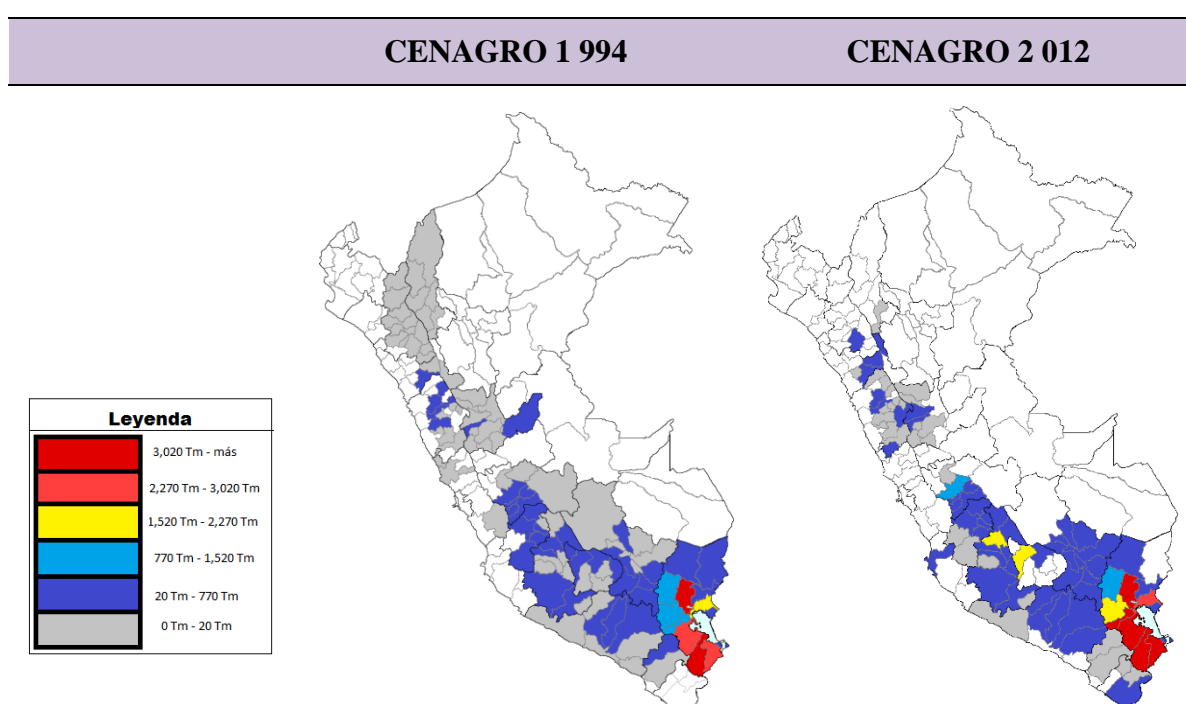 CENAGRO 1 994 CENAGRO 2 012
Leyenda
3,020 Tm - más
2,270 Tm - 3,020 Tm
1,520 Tm - 2,270 Tm
770 Tm - 1,520 Tm
20 Tm - 770 Tm
0 Tm - 20 Tm